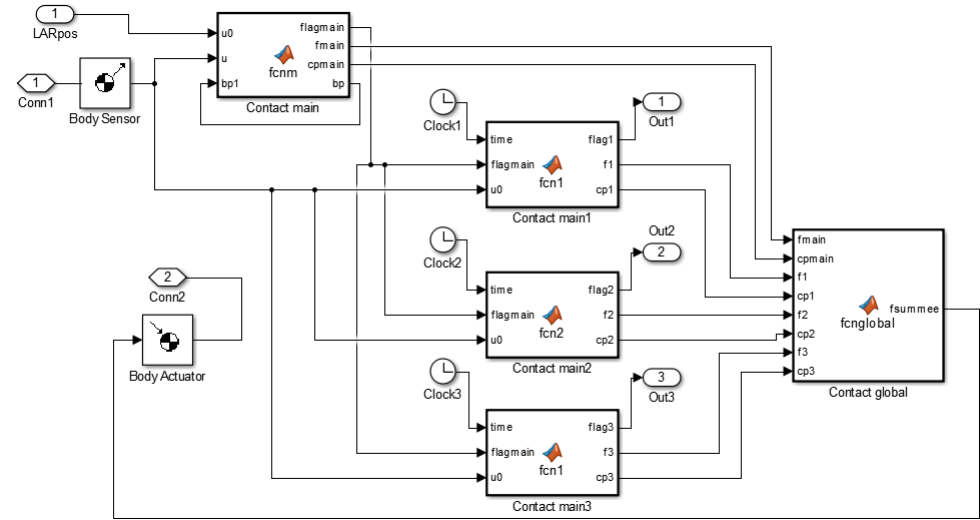 1
LARpos
1
Conn1
Body Sensor
u0
u
bp1
fcnm
flagmain
fmain
cpmain
bp
Contact main
Clock1
time
flagmain
u0
fcn1
flag1
f1
cp1
Contact main1
1
Out1
Clock2
time
flagmain
u0
fcn2
flag2
f2
cp2
Contact main2
Out2
2
2
Conn2
Body Actuator
Clock3
time
flagmain
u0
fcn1
flag3
f3
cp3
Contact main3
3
Out3
fmain
cpmain
f1
cp1
f2
cp2
f3
cp3
fcnglobal
fsummee
Contact global